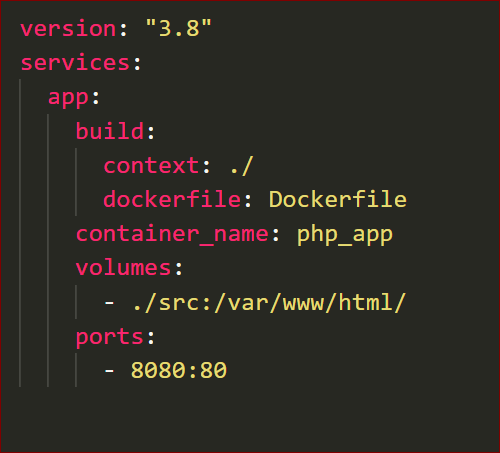 version: "3.8"
services:
  app:
    build:
      context: ./
      dockerfile: Dockerfile
    container_name: php_app
    volumes:
      - ./src:/var/www/html/
    ports:
      - 8080:80